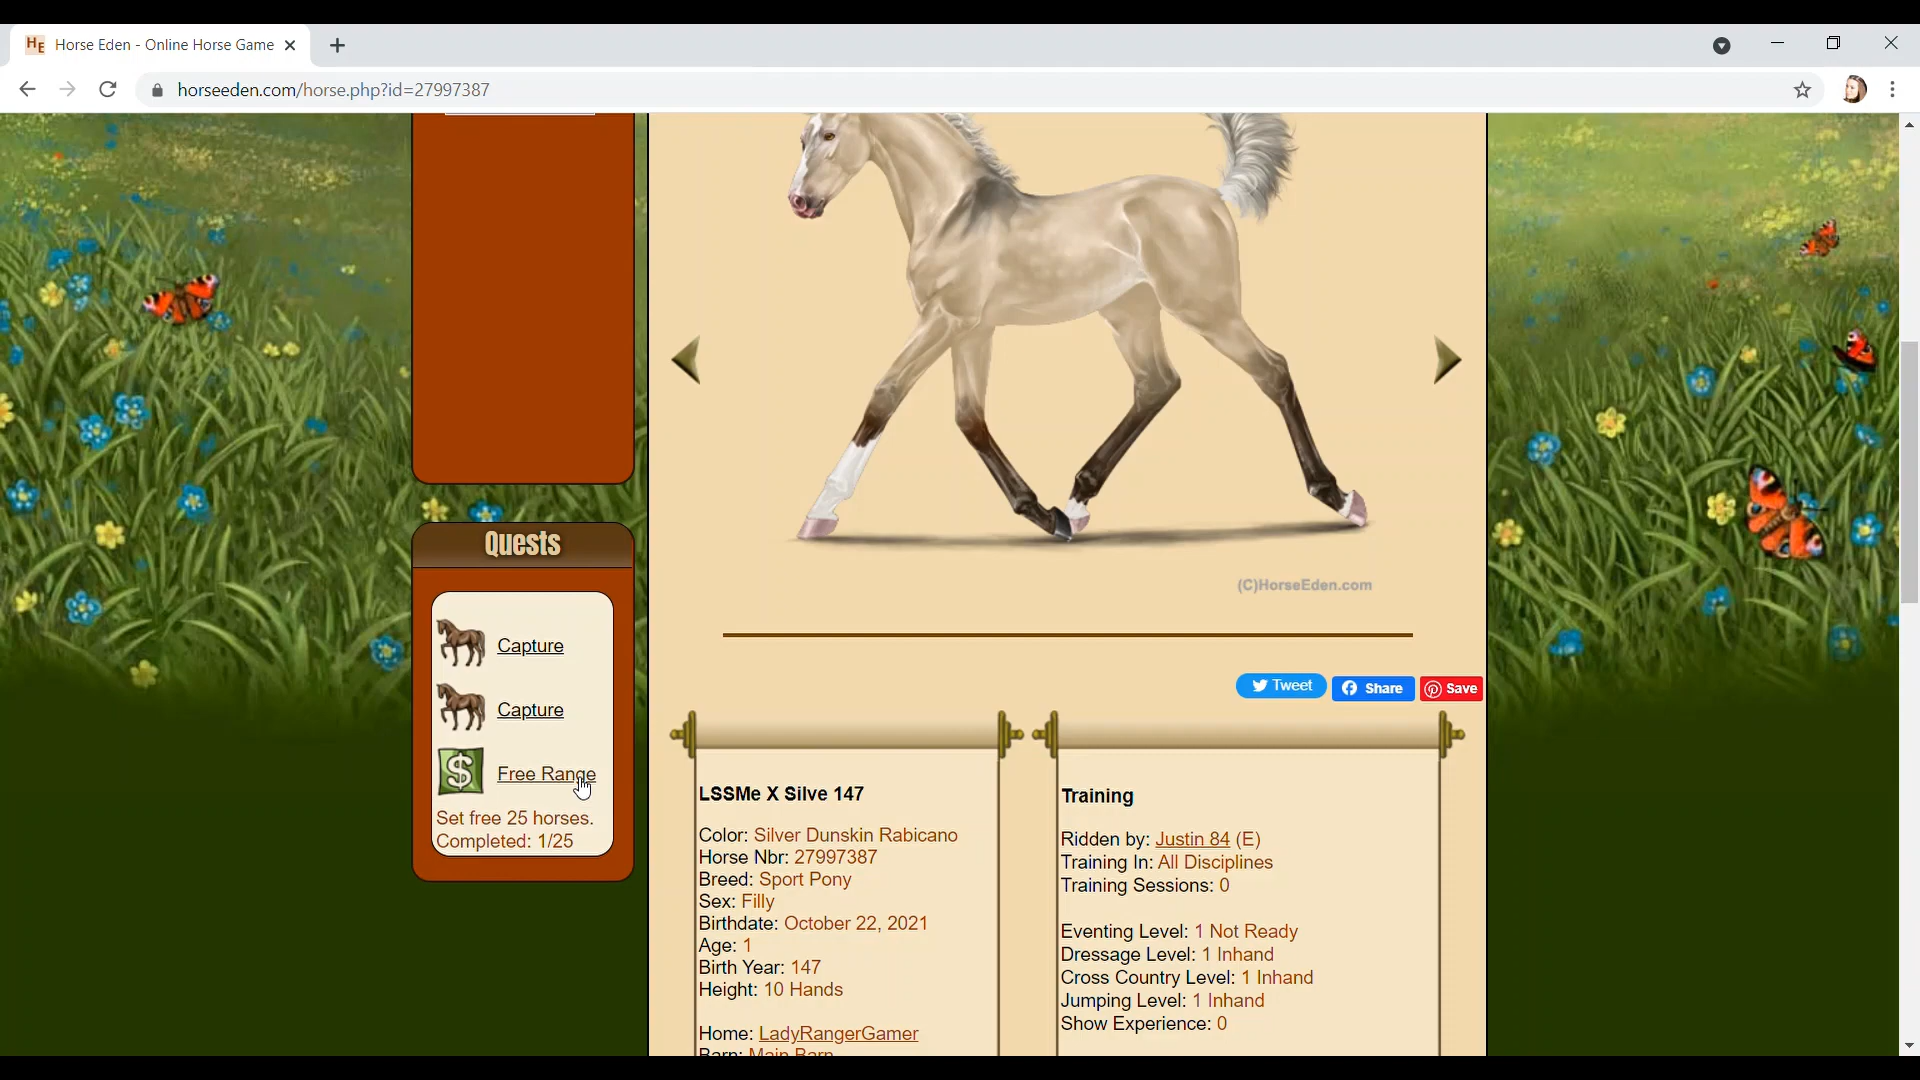 HE Horse Eden - Online Horse Game
horseeden.com/horse.php?id=27997387
(C)HorseEden.com
Tweet Share Save
Quests
Capture
Capture
$ Free Range
Set free 25 horses.
Completed: 1/25
LSSMe X Silve 147
Color: Silver Dunskin Rabicano
Horse Nbr: 27997387
Breed: Sport Pony
Sex: Filly
Birthdate: October 22, 2021
Age: 1
Birth Year: 147
Height: 10 Hands
Home: LadyRangerGamer
Barn: Main Barn
Training
Ridden by: Justin 84 (E)
Training In: All Disciplines
Training Sessions: 0
Eventing Level: 1 Not Ready
Dressage Level: 1 Inhand
Cross Country Level: 1 Inhand
Jumping Level: 1 Inhand
Show Experience: 0